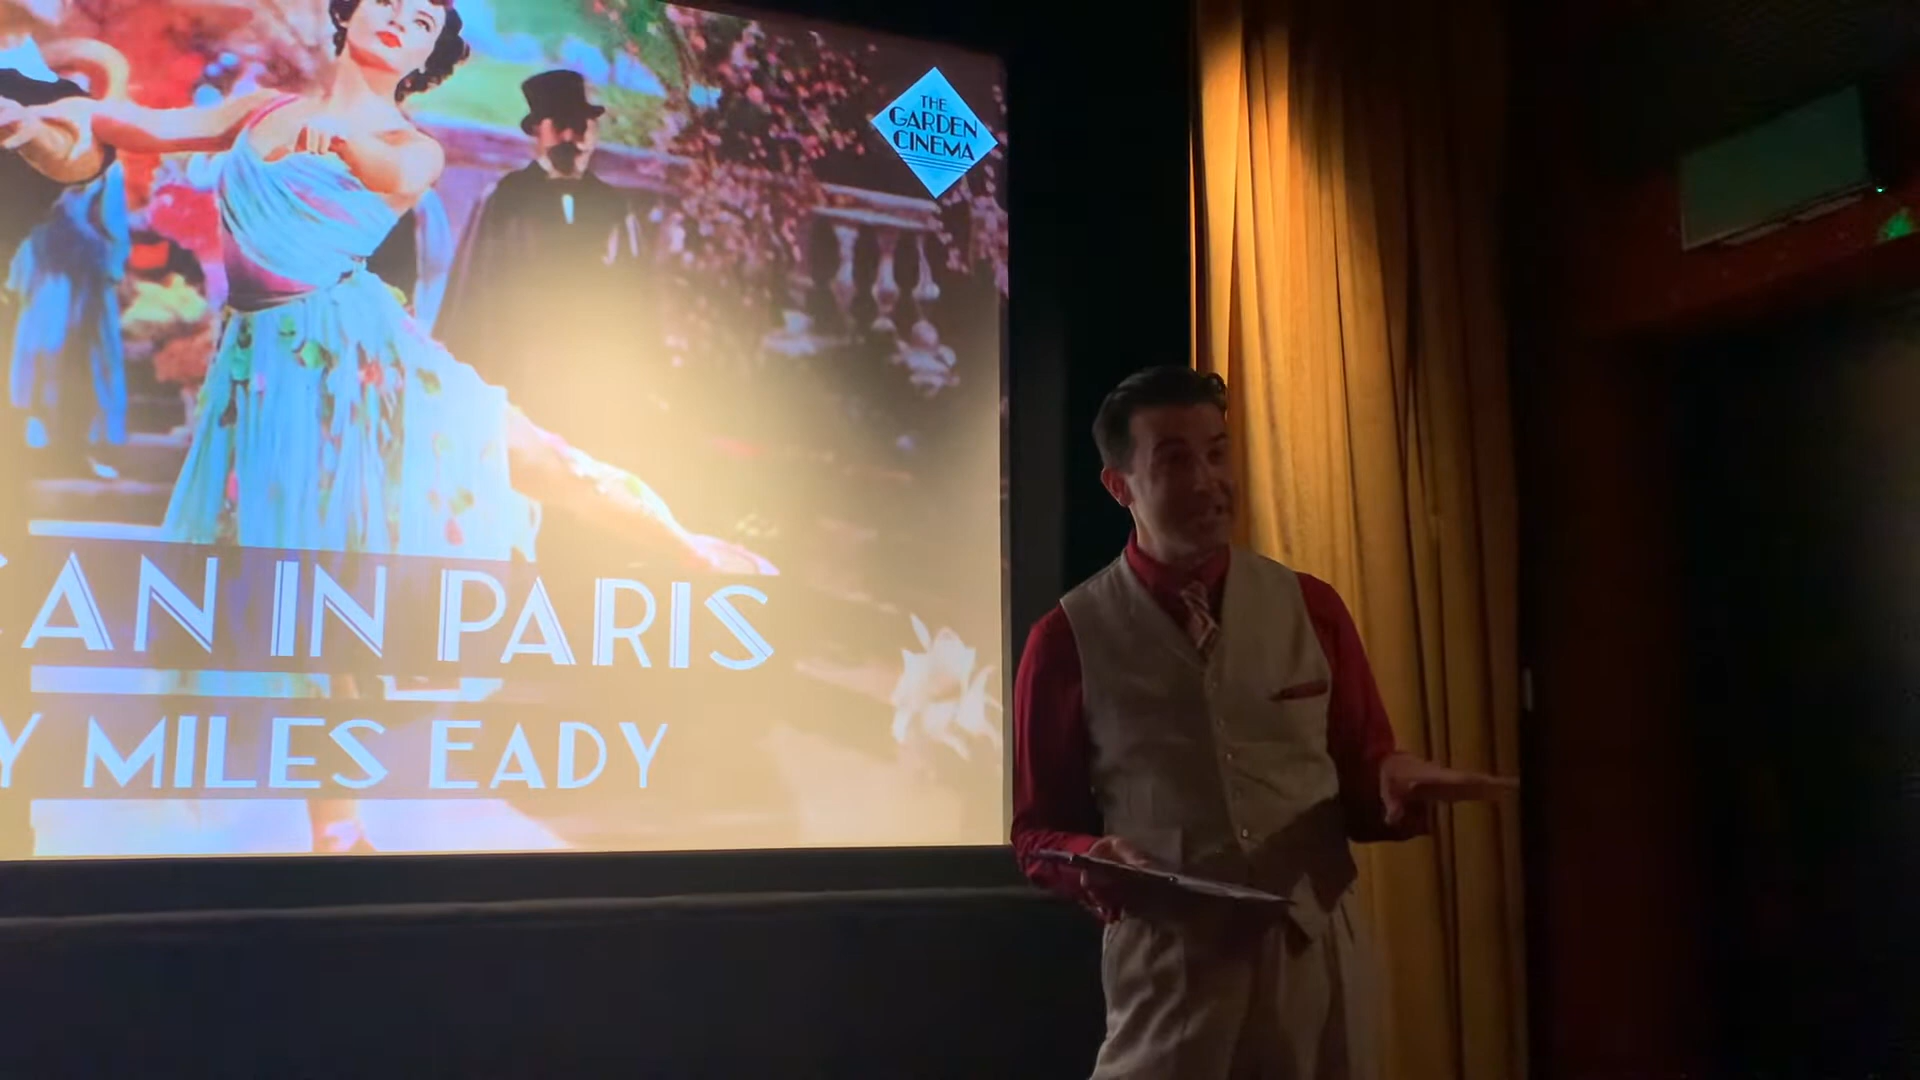 THE
GARDEN
CINEMA
CAN IN PARIS
Y MILES EADY